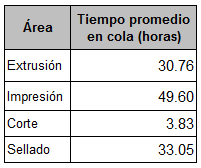 Área Tiempo promedio
en cola (horas)
Extrusión 30.76
Impresión 49.60
Corte 3.83
Sellado 33.05